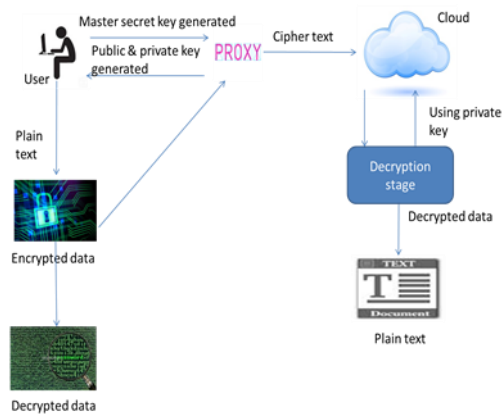 Master secret key generated
Public & private key
generated
PROXY
Cipher text
Cloud
User
Plain
text
Using private
key
Decryption
stage
Decrypted data
Encrypted data
TEXT
T
Document
Plain text
Decrypted data